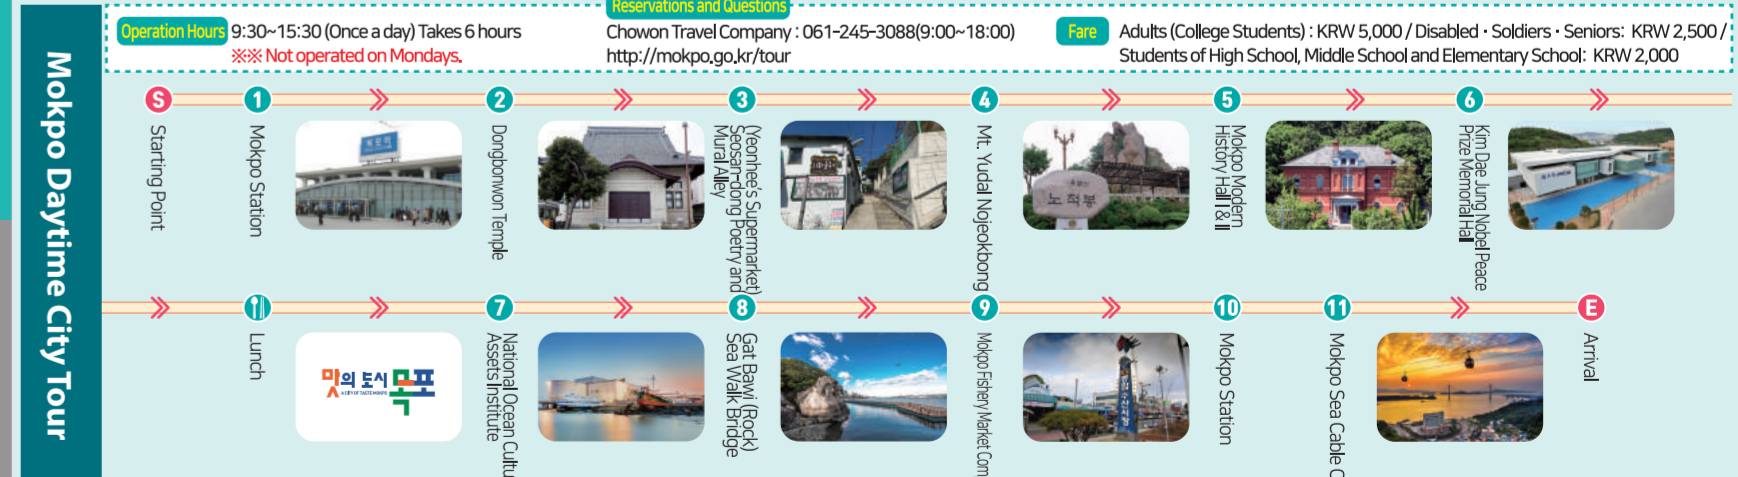 Mokpo Daytime City Tour
Operation Hours 9:30~15:30 (Once a day) Takes 6 hours
※※ Not operated on Mondays.
Reservations and Questions
Chowon Travel Company : 061-245-3088(9:00~18:00)
http://mokpo.go.kr/tour
Fare Adults (College Students) : KRW 5,000 / Disabled · Soldiers · Seniors: KRW 2,500 /
Students of High School, Middle School and Elementary School: KRW 2,000
S
Starting Point
1
Mokpo Station
2
Dongbonwon Temple
3
(Yeonhee's Supermarket)
Seosan-dong Poetry and
Mural Alley
4
Mt. Yudal Nojeokbong
노적봉
5
Mokpo Modern
History Hall I & II
6
Kim Dae Jung Nobel Peace
Prize Memorial Hall
Lunch
맛의 도시 목포
A CITY OF TASTE MOKPO
7
National Ocean Cultu
Assets Institute
8
Gat Bawi (Rock)
Sea Walk Bridge
9
Mokpo Fishery Market Com
10
Mokpo Station
11
Mokpo Sea Cable C
E
Arrival